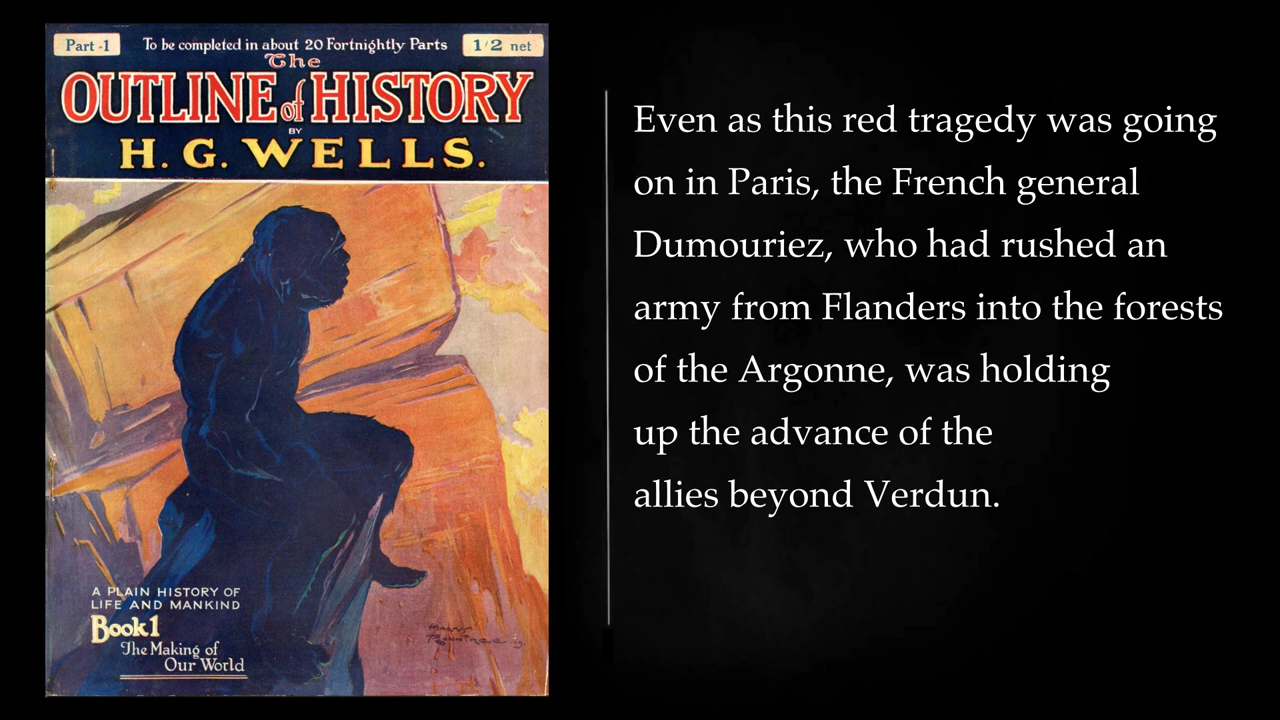 Part -1
To be completed in about 20 Fortnightly Parts
1/2 net
The
OUTLINE of HISTORY
BY
H. G. WELLS.
A PLAIN HISTORY OF
LIFE AND MANKIND
Book 1
The Making of
Our World
Even as this red tragedy was going
on in Paris, the French general
Dumouriez, who had rushed an
army from Flanders into the forests
of the Argonne, was holding
up the advance of the
allies beyond Verdun.